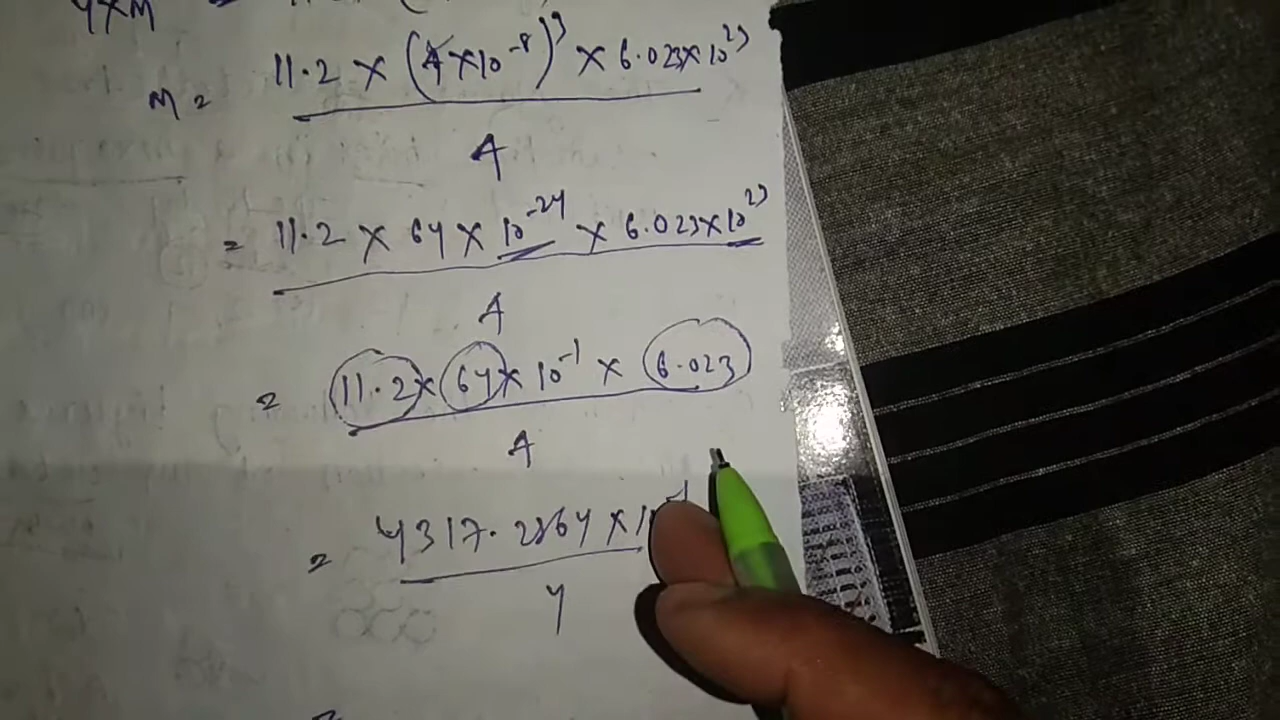 4×M =
M = 11.2 × (4×10⁻⁸)³ × 6.023×10²³
4
= 11.2 × 64 × 10⁻²⁴ × 6.023×10²³
4
= 11.2 × 64 × 10⁻¹ × 6.023
4
= 4317.2864 × 1
4